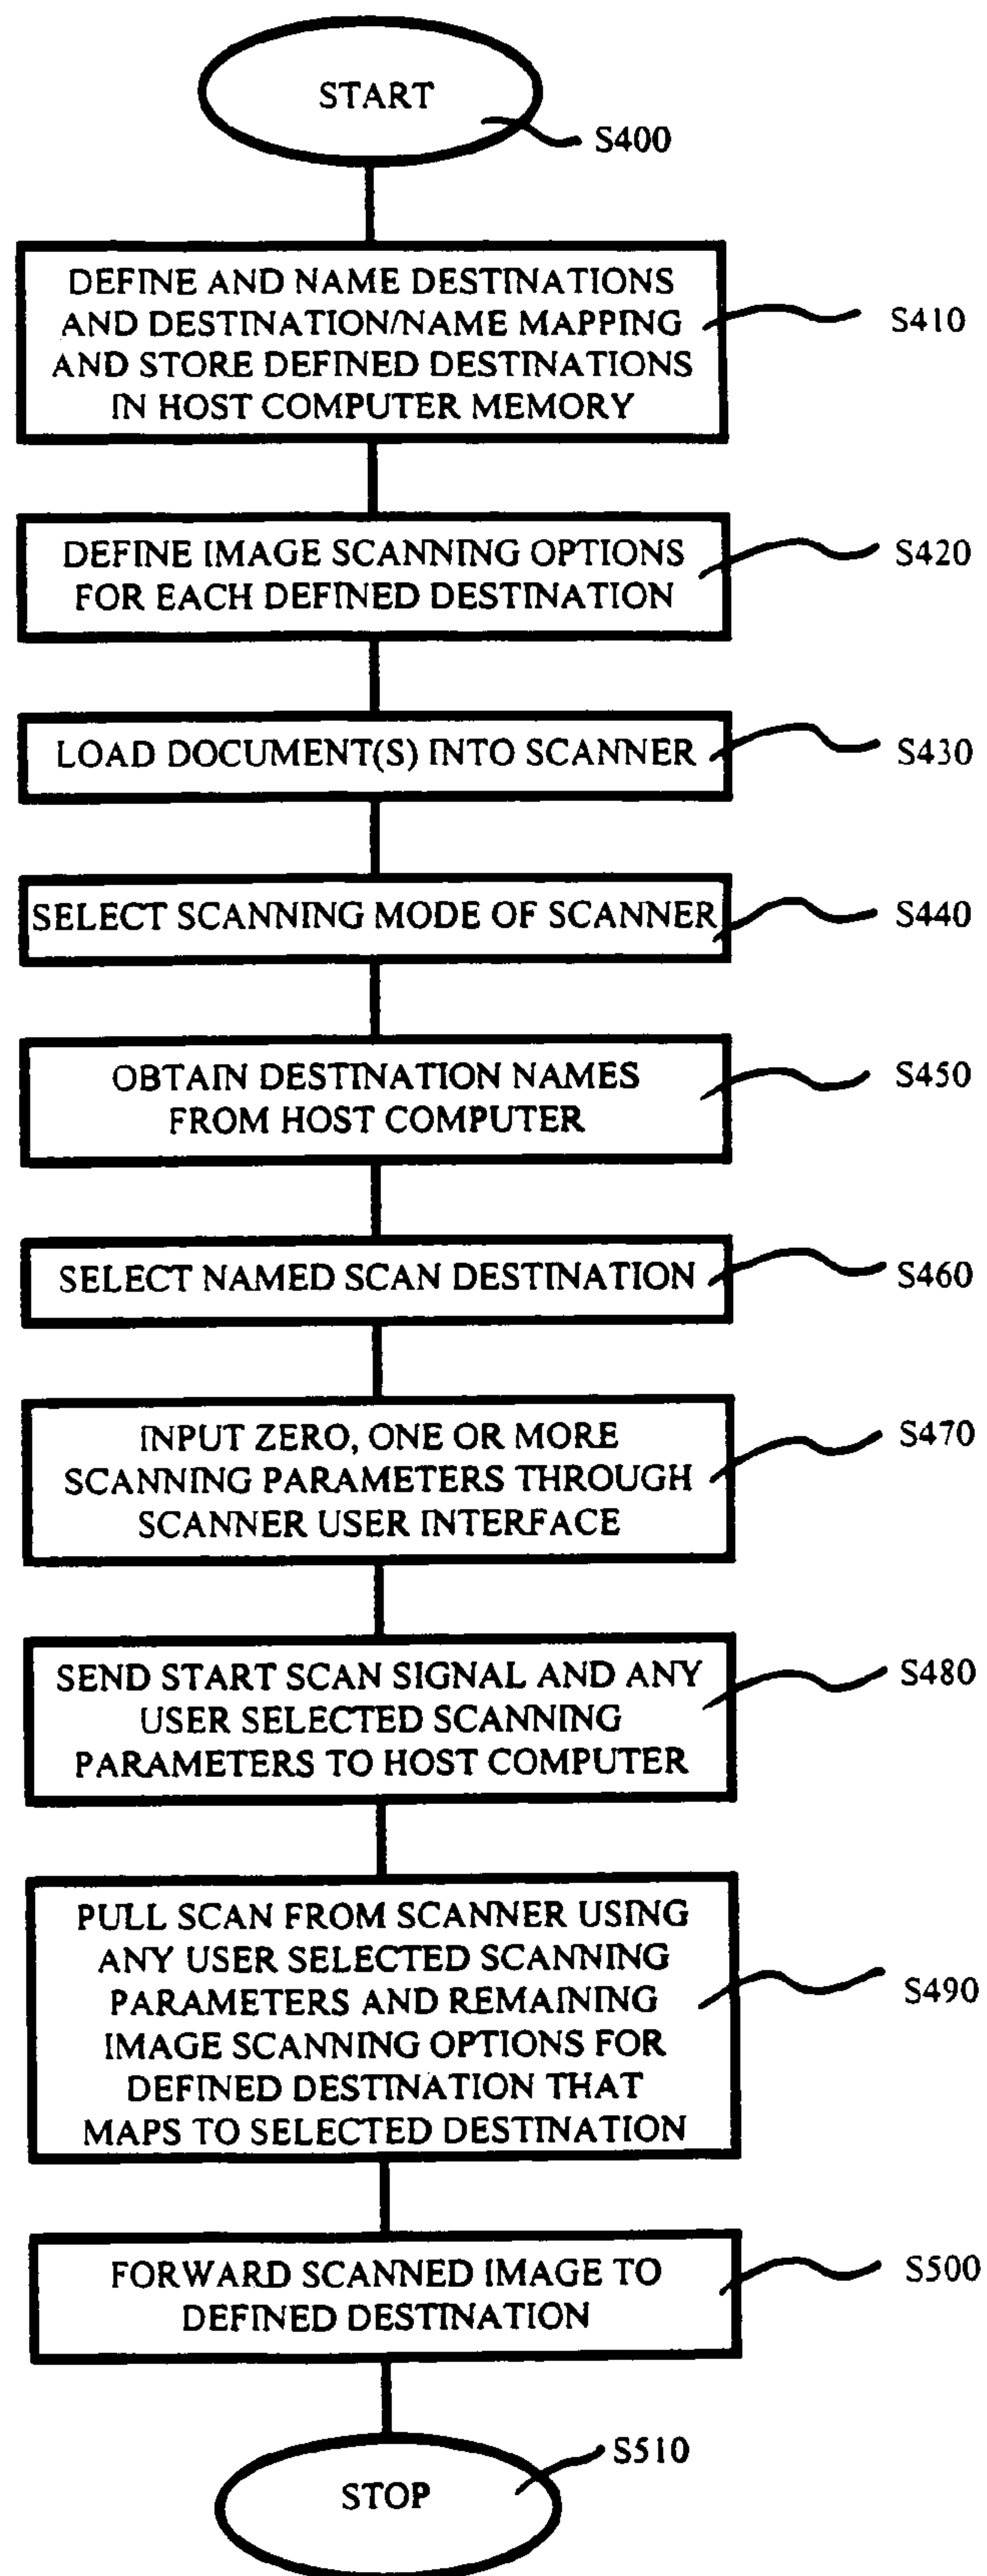 START
S400
DEFINE AND NAME DESTINATIONS
AND DESTINATION/NAME MAPPING
AND STORE DEFINED DESTINATIONS
IN HOST COMPUTER MEMORY
S410
DEFINE IMAGE SCANNING OPTIONS
FOR EACH DEFINED DESTINATION
S420
LOAD DOCUMENT(S) INTO SCANNER
S430
SELECT SCANNING MODE OF SCANNER
S440
OBTAIN DESTINATION NAMES
FROM HOST COMPUTER
S450
SELECT NAMED SCAN DESTINATION
S460
INPUT ZERO, ONE OR MORE
SCANNING PARAMETERS THROUGH
SCANNER USER INTERFACE
S470
SEND START SCAN SIGNAL AND ANY
USER SELECTED SCANNING
PARAMETERS TO HOST COMPUTER
S480
PULL SCAN FROM SCANNER USING
ANY USER SELECTED SCANNING
PARAMETERS AND REMAINING
IMAGE SCANNING OPTIONS FOR
DEFINED DESTINATION THAT
MAPS TO SELECTED DESTINATION
S490
FORWARD SCANNED IMAGE TO
DEFINED DESTINATION
S500
STOP
S510